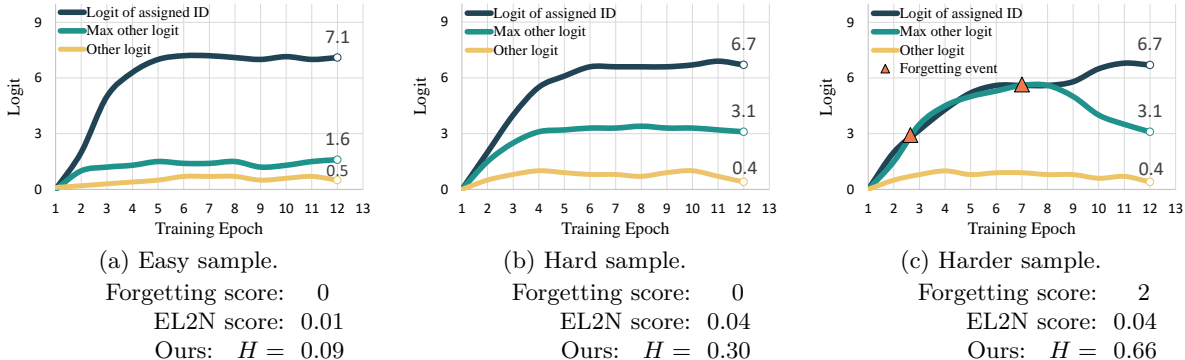 9
6
3
0
Logit
Logit of assigned ID
Max other logit
Other logit
7.1
1.6
0.5
1 2 3 4 5 6 7 8 9 10 11 12 13
Training Epoch
(a) Easy sample.
Forgetting score: 0
EL2N score: 0.01
Ours: H = 0.09
9
6
3
0
Logit
Logit of assigned ID
Max other logit
Other logit
6.7
3.1
0.4
1 2 3 4 5 6 7 8 9 10 11 12 13
Training Epoch
(b) Hard sample.
Forgetting score: 0
EL2N score: 0.04
Ours: H = 0.30
9
6
3
0
Logit
Logit of assigned ID
Max other logit
Other logit
Forgetting event
6.7
3.1
0.4
1 2 3 4 5 6 7 8 9 10 11 12 13
Training Epoch
(c) Harder sample.
Forgetting score: 2
EL2N score: 0.04
Ours: H = 0.66